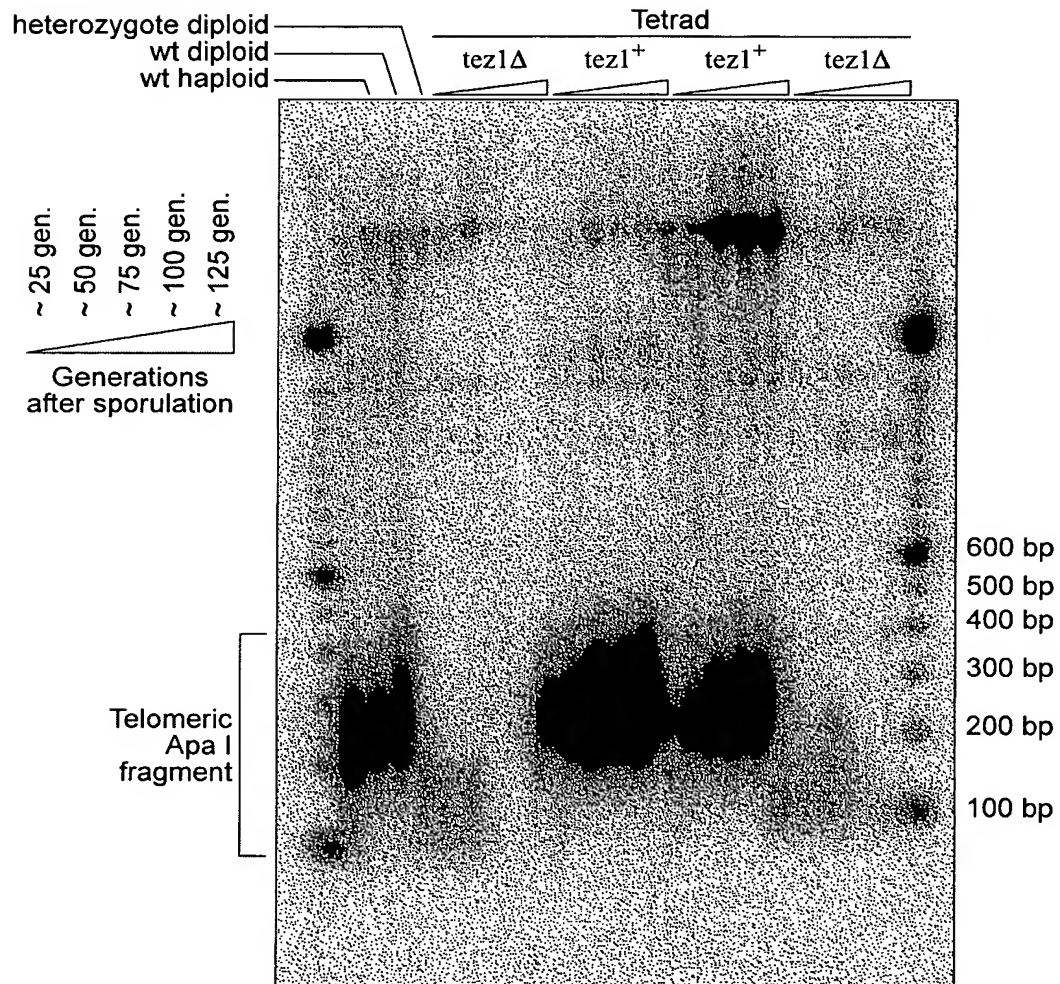 Tetrad
heterozygote diploid
wt diploid
wt haploid
tez1Δ
tez1+
tez1+
tez1Δ
~ 25 gen.
~ 50 gen.
~ 75 gen.
~ 100 gen.
~ 125 gen.
Generations
after sporulation
600 bp
500 bp
400 bp
300 bp
200 bp
100 bp
Telomeric
Apa I
fragment